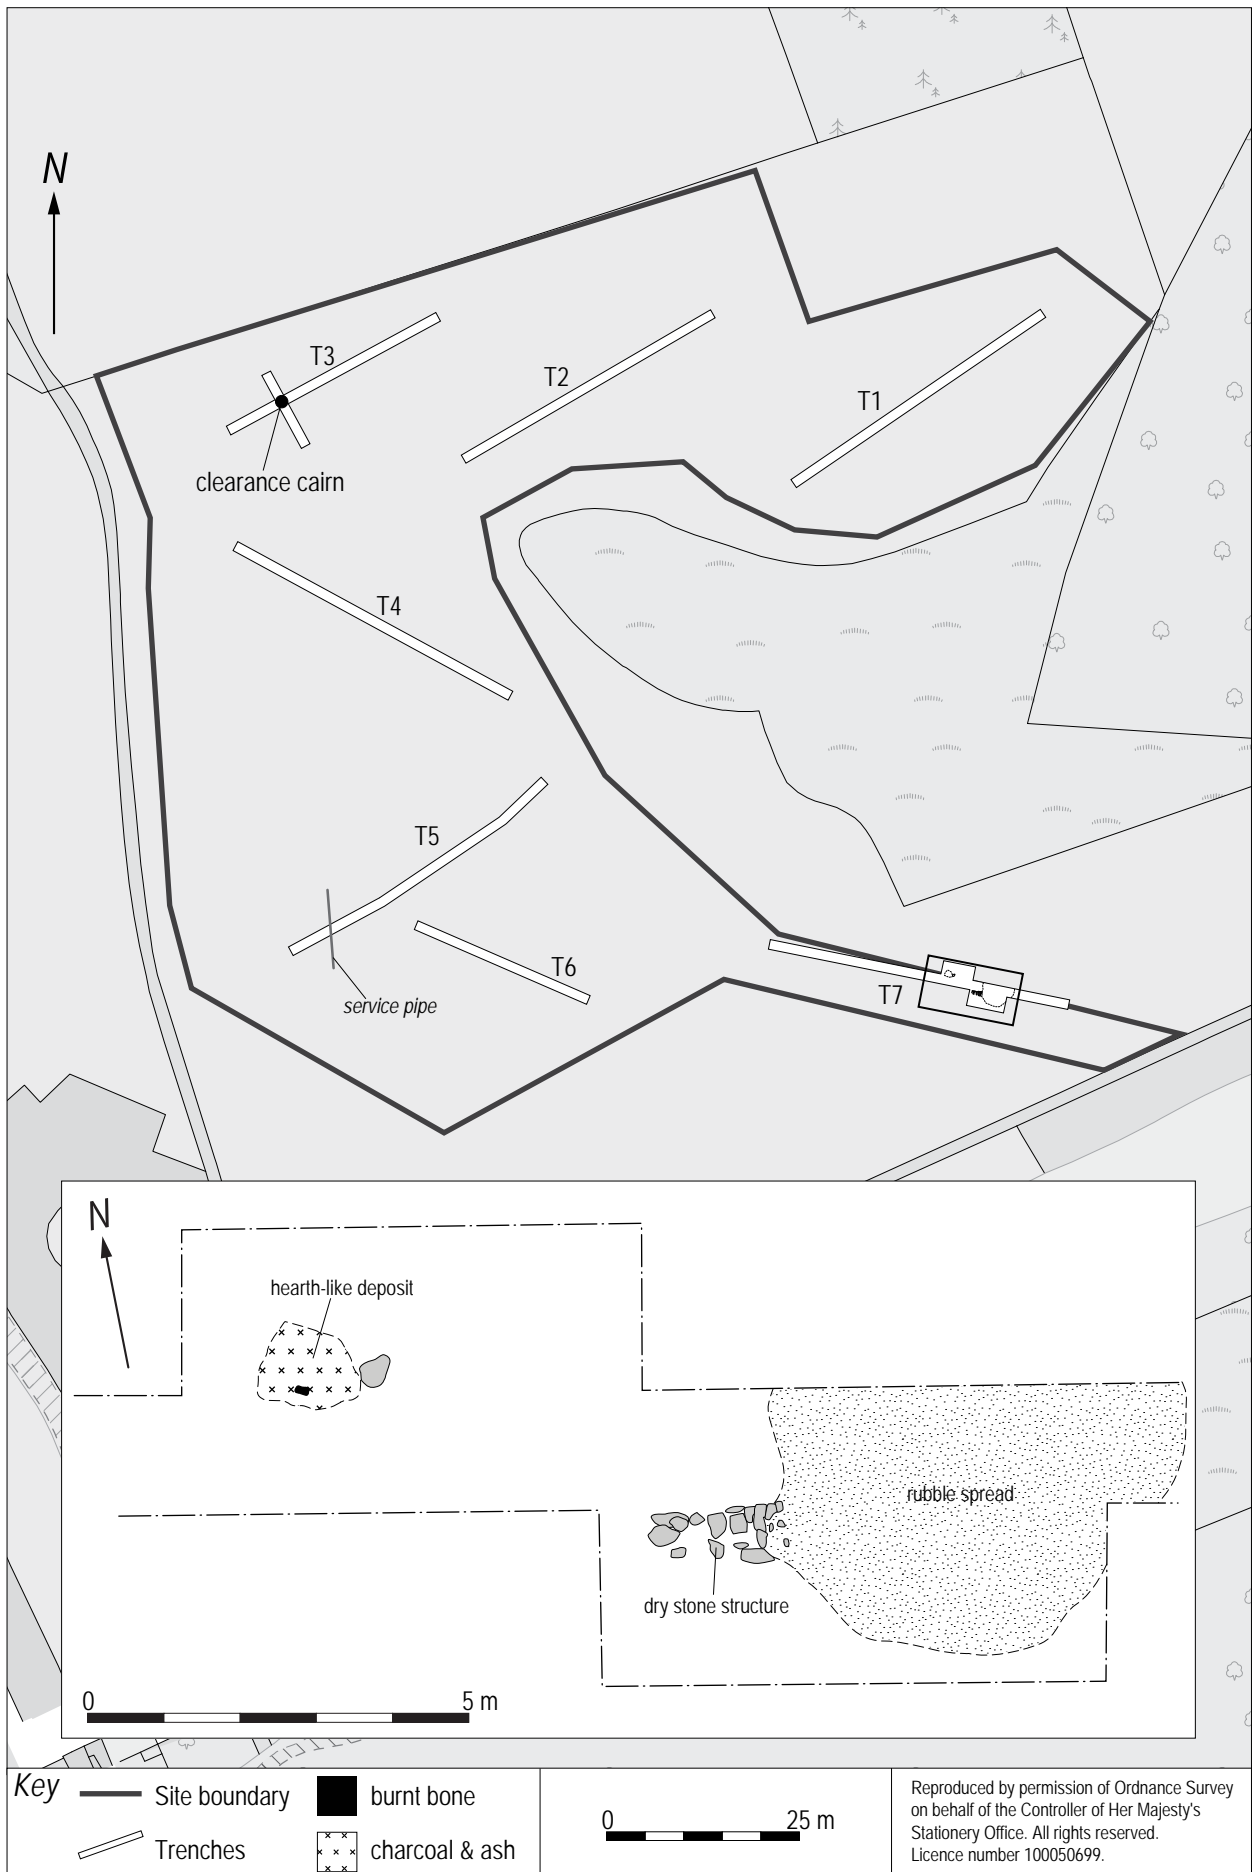 N
T3
T2
T1
clearance cairn
T4
T5
T6
service pipe
T7
N
hearth-like deposit
rubble spread
dry stone structure
0 5 m
Key
Site boundary
burnt bone
Trenches
charcoal & ash
0 25 m
Reproduced by permission of Ordnance Survey
on behalf of the Controller of Her Majesty's
Stationery Office. All rights reserved.
Licence number 100050699.